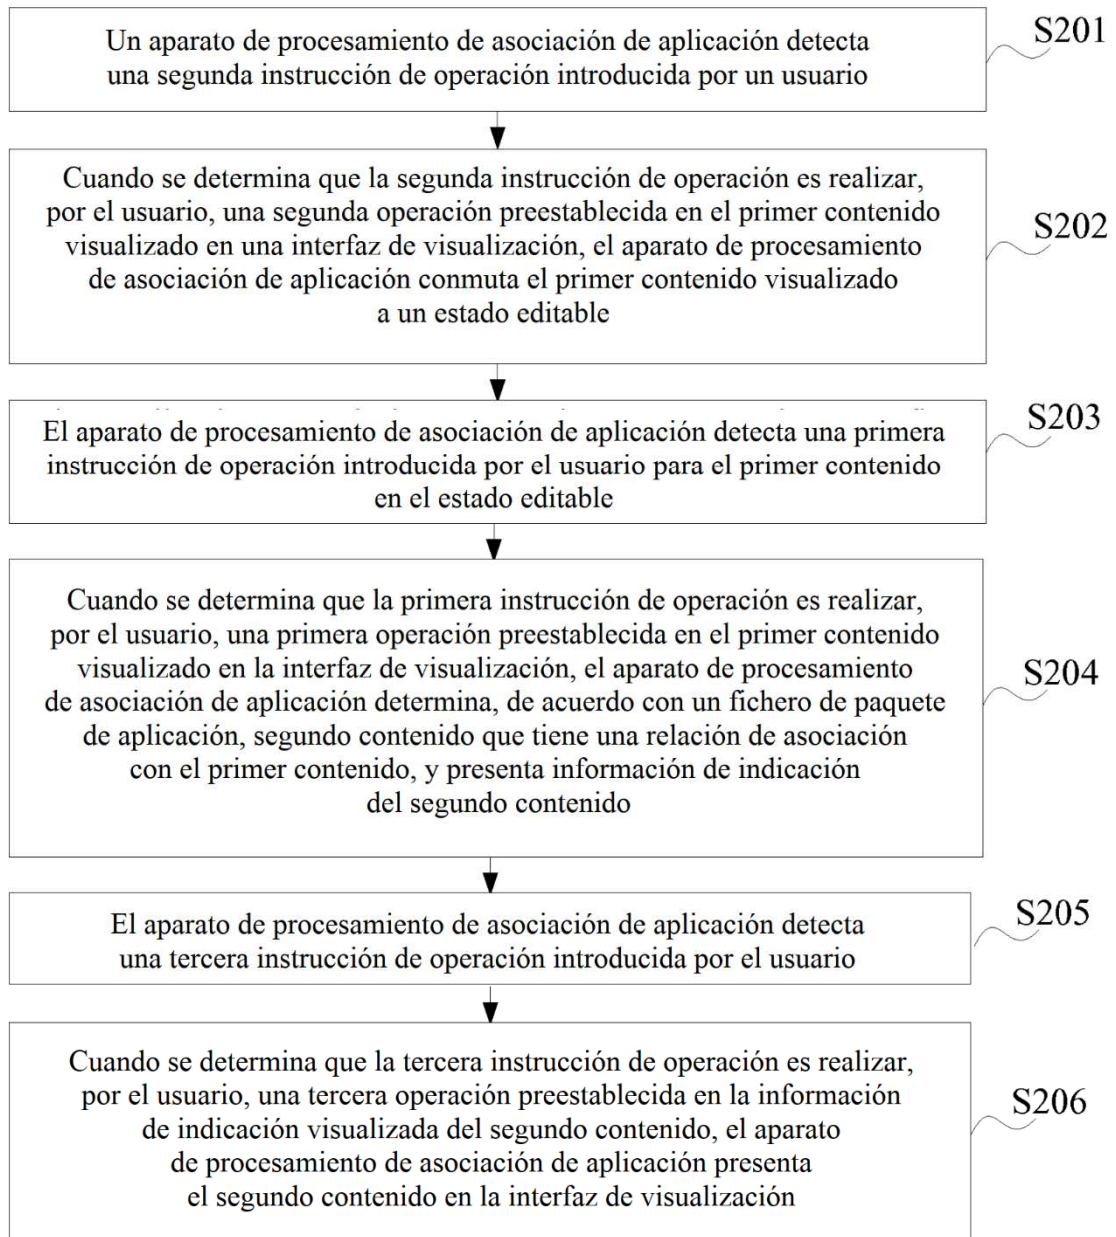 Un aparato de procesamiento de asociación de aplicación detecta
una segunda instrucción de operación introducida por un usuario
S201
Cuando se determina que la segunda instrucción de operación es realizar,
por el usuario, una segunda operación preestablecida en el primer contenido
visualizado en una interfaz de visualización, el aparato de procesamiento
de asociación de aplicación conmuta el primer contenido visualizado
a un estado editable
S202
El aparato de procesamiento de asociación de aplicación detecta una primera
instrucción de operación introducida por el usuario para el primer contenido
en el estado editable
S203
Cuando se determina que la primera instrucción de operación es realizar,
por el usuario, una primera operación preestablecida en el primer contenido
visualizado en la interfaz de visualización, el aparato de procesamiento
de asociación de aplicación determina, de acuerdo con un fichero de paquete
de aplicación, segundo contenido que tiene una relación de asociación
con el primer contenido, y presenta información de indicación
del segundo contenido
S204
El aparato de procesamiento de asociación de aplicación detecta
una tercera instrucción de operación introducida por el usuario
S205
Cuando se determina que la tercera instrucción de operación es realizar,
por el usuario, una tercera operación preestablecida en la información
de indicación visualizada del segundo contenido, el aparato
de procesamiento de asociación de aplicación presenta
el segundo contenido en la interfaz de visualización
S206